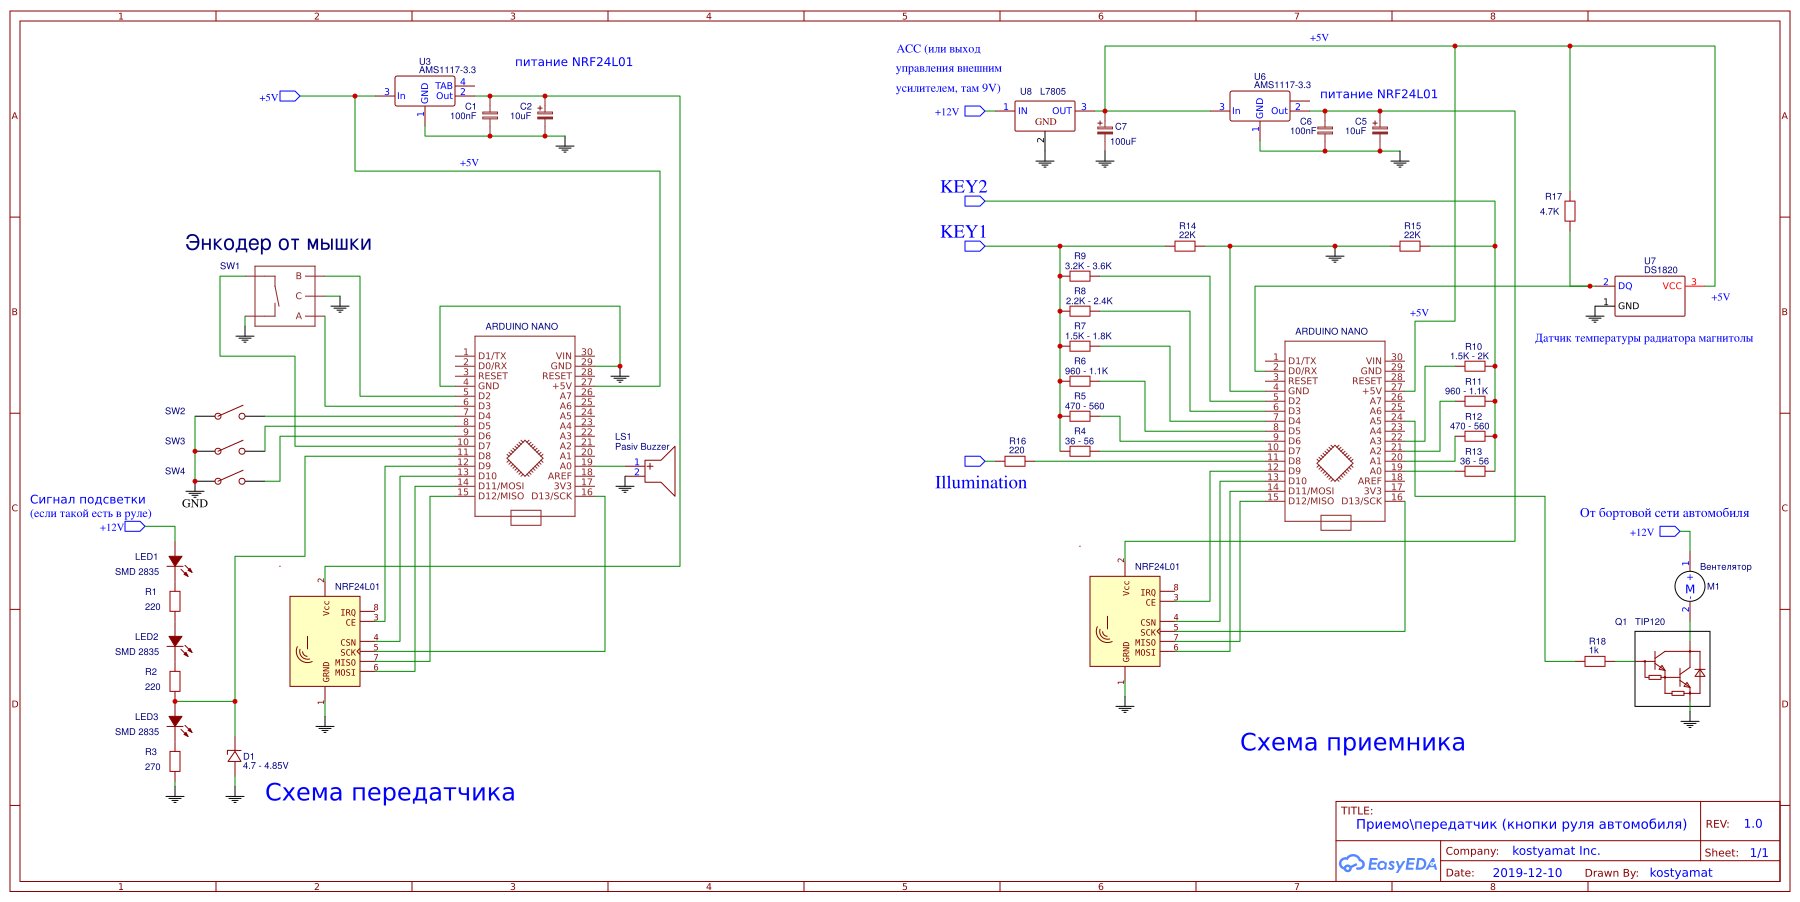 1 2 3 4 5 6 7 8
A
B
C
D
U3
AMS1117-3.3
питание NRF24L01
+5V
3 In
GND
1
TAB 4
Out 2
C1
100nF
C2
10uF
+
+5V
Энкодер от мышки
SW1
B
C
A
ARDUINO NANO
1 D1/TX VIN 30
2 D0/RX GND 29
3 RESET RESET 28
4 GND +5V 27
5 D2 A7 26
6 D3 A6 25
7 D4 A5 24
8 D5 A4 23
9 D6 A3 22
10 D7 A2 21
11 D8 A1 20
12 D9 A0 19
13 D10 AREF 18
14 D11/MOSI 3V3 17
15 D12/MISO D13/SCK 16
SW2
SW3
SW4
GND
LS1
Pasiv Buzzer
1 +
2
Сигнал подсветки
(если такой есть в руле)
+12V
LED1
SMD 2835
R1
220
LED2
SMD 2835
R2
220
LED3
SMD 2835
R3
270
D1
4.7 - 4.85V
NRF24L01
2
Vcc
IRQ 8
CE 3
CSN 4
SCK 5
MISO 7
MOSI 6
GRND
1
Схема передатчика
ACC (или выход
управления внешним
усилителем, там 9V)
+12V
U8 L7805
1 IN
OUT 3
GND
2
+
C7
100uF
+5V
U6
AMS1117-3.3
питание NRF24L01
3 In
GND
1
Out 2
C6
100nF
C5
10uF
+
KEY2
KEY1
R14
22K
R15
22K
R9
3.2K - 3.6K
R8
2.2K - 2.4K
R7
1.5K - 1.8K
R6
960 - 1.1K
R5
470 - 560
R4
36 - 56
R16
220
Illumination
R17
4.7K
U7
DS1820
2 DQ
VCC 3
1 GND
+5V
Датчик температуры радиатора магнитолы
+5V
ARDUINO NANO
1 D1/TX VIN 30
2 D0/RX GND 29
3 RESET RESET 28
4 GND +5V 27
5 D2 A7 26
6 D3 A6 25
7 D4 A5 24
8 D5 A4 23
9 D6 A3 22
10 D7 A2 21
11 D8 A1 20
12 D9 A0 19
13 D10 AREF 18
14 D11/MOSI 3V3 17
15 D12/MISO D13/SCK 16
R10
1.5K - 2K
R11
960 - 1.1K
R12
470 - 560
R13
36 - 56
NRF24L01
2
Vcc
IRQ 8
CE 3
CSN 4
SCK 5
MISO 7
MOSI 6
GRND
1
От бортовой сети автомобиля
+12V
1
Вентелятор
+
M
-
M1
2
Q1 TIP120
R18
1k
Схема приемника
TITLE:
Приемо\передатчик (кнопки руля автомобиля)
REV: 1.0
EasyEDA
Company: kostyamat Inc.
Sheet: 1/1
Date: 2019-12-10 Drawn By: kostyamat
A
B
C
D
1 2 3 4 5 6 7 8